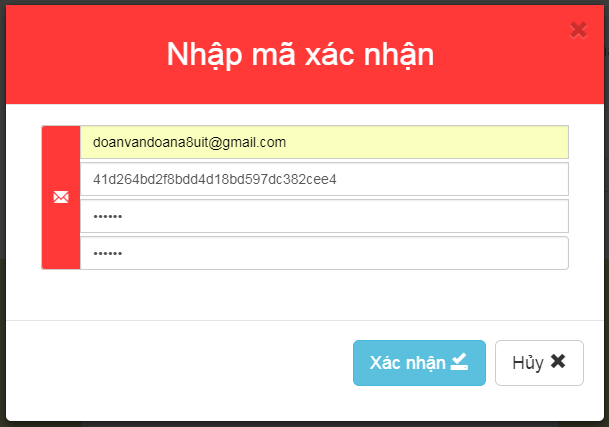 Nhập mã xác nhận
doanvandoana8uit@gmail.com
41d264bd2f8bdd4d18bd597dc382cee4
••••••
••••••
Xác nhận
Hủy